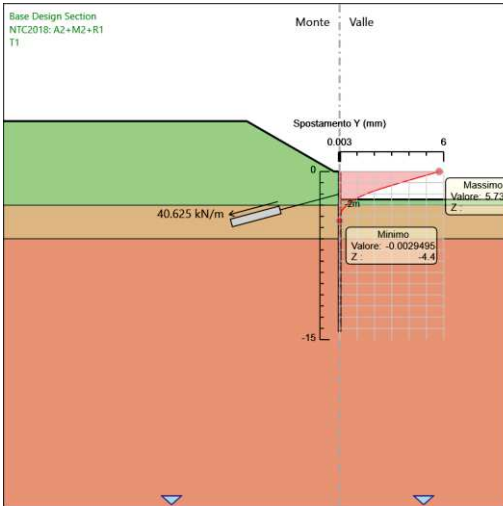 Base Design Section
NTC2018: A2+M2+R1
T1
Monte
Valle
Spostamento Y (mm)
0.003
6
0
Massimo
Valore: 5.73
Z :
-2m
40.625 kN/m
Minimo
Valore: -0.0029495
Z :
-4.4
-15